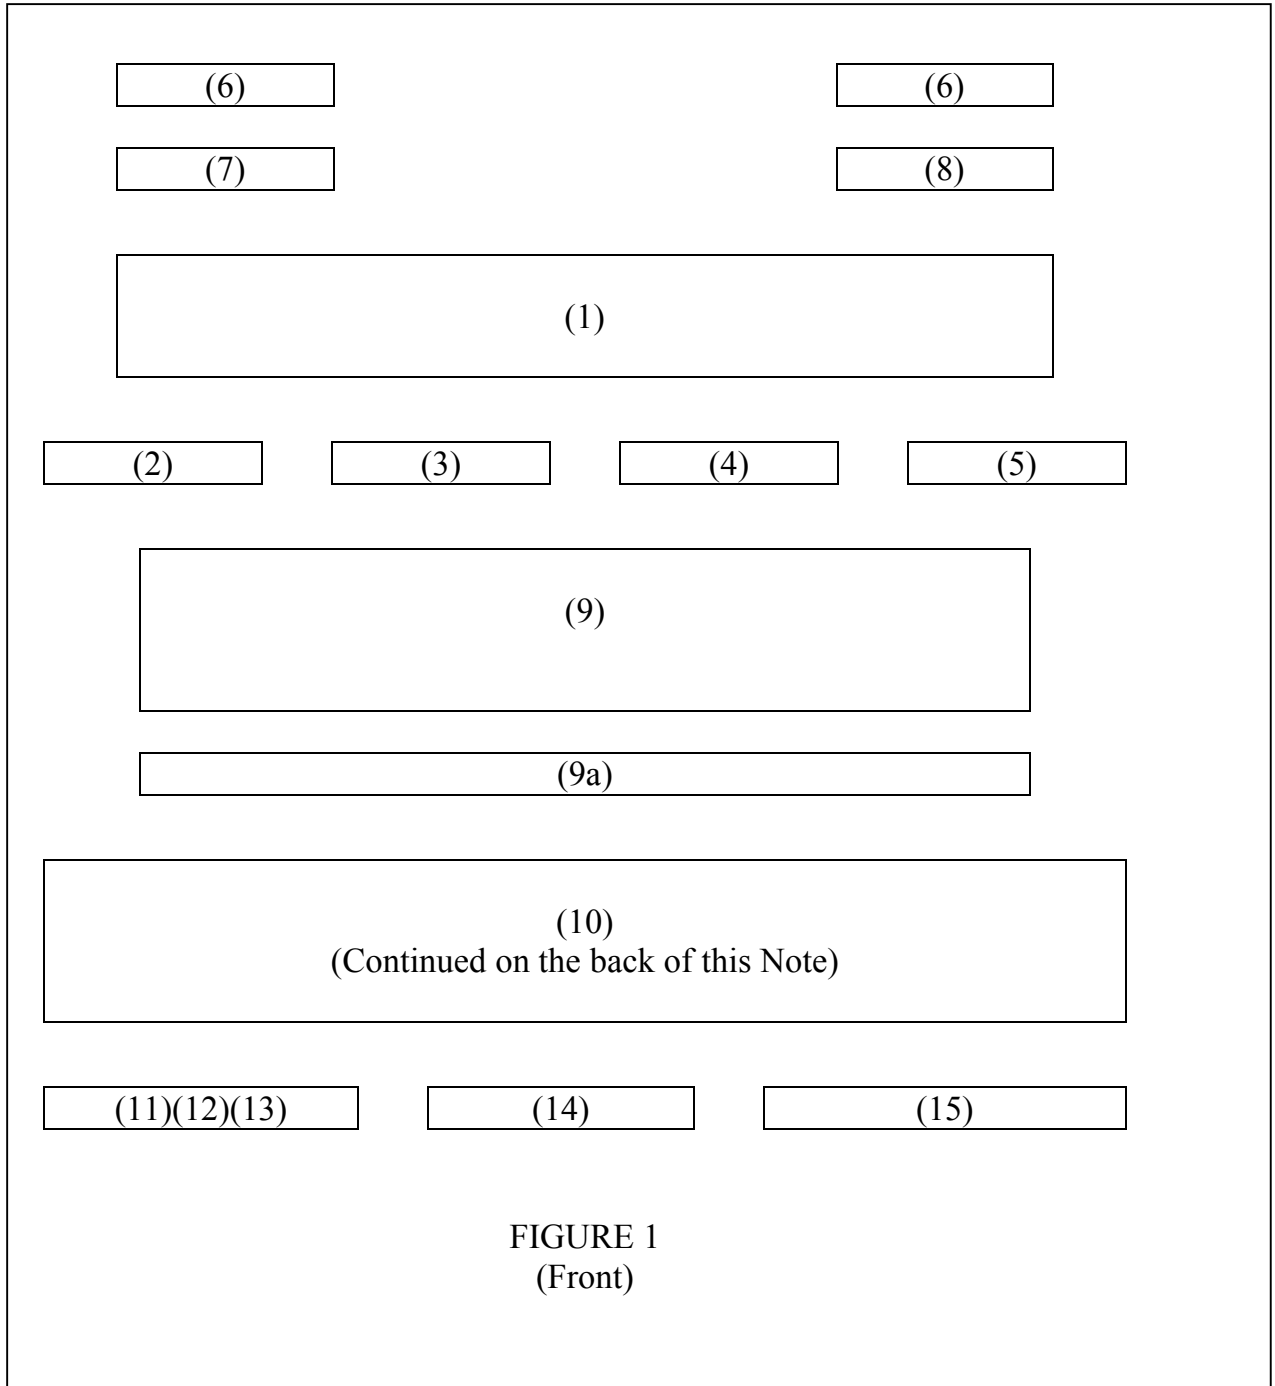 (6) (6)
(7) (8)
(1)
(2) (3) (4) (5)
(9)
(9a)
(10)
(Continued on the back of this Note)
(11)(12)(13) (14) (15)
FIGURE 1
(Front)